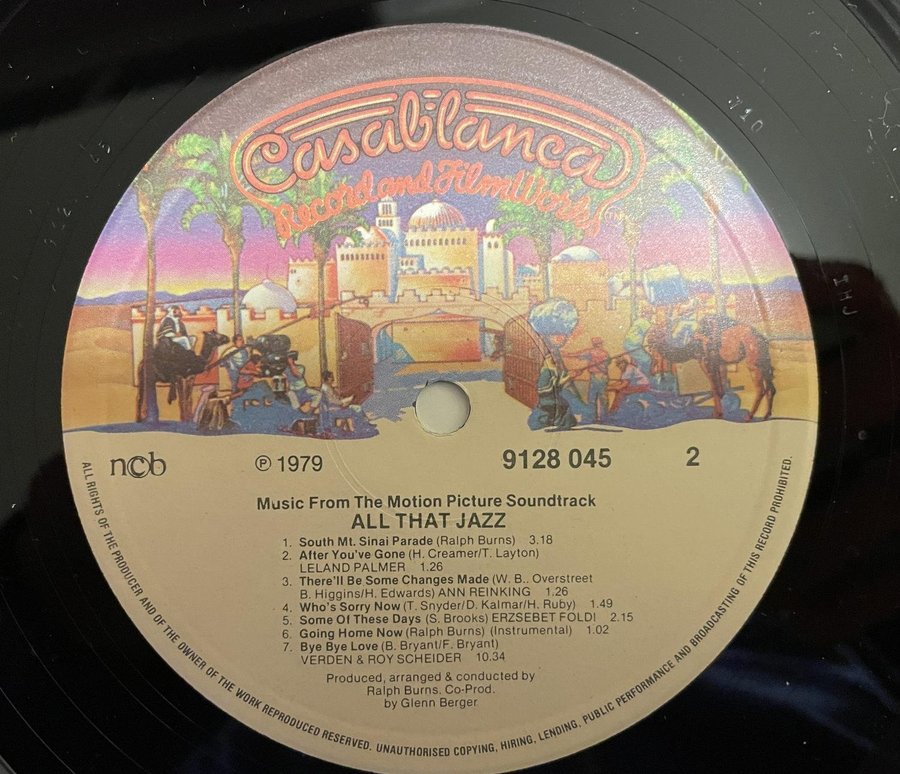 Casablanca
Record and FilmWorks
ncb
Ⓟ 1979
9128 045
2
Music From The Motion Picture Soundtrack
ALL THAT JAZZ
1. South Mt. Sinai Parade (Ralph Burns) 3.18
2. After You've Gone (H. Creamer/T. Layton)
LELAND PALMER 1.26
3. There'll Be Some Changes Made (W. B.. Overstreet
B. Higgins/H. Edwards) ANN REINKING 1.26
4. Who's Sorry Now (T. Snyder/D. Kalmar/H. Ruby) 1.49
5. Some Of These Days (S. Brooks) ERZSEBET FOLDI 2.15
6. Going Home Now (Ralph Burns) (Instrumental) 1.02
7. Bye Bye Love (B. Bryant/F. Bryant)
VERDEN & ROY SCHEIDER 10.34
Produced, arranged & conducted by
Ralph Burns. Co-Prod.
by Glenn Berger
ALL RIGHTS OF THE PRODUCER AND OF THE OWNER OF THE WORK REPRODUCED RESERVED. UNAUTHORISED COPYING, HIRING, LENDING, PUBLIC PERFORMANCE AND BROADCASTING OF THIS RECORD PROHIBITED.